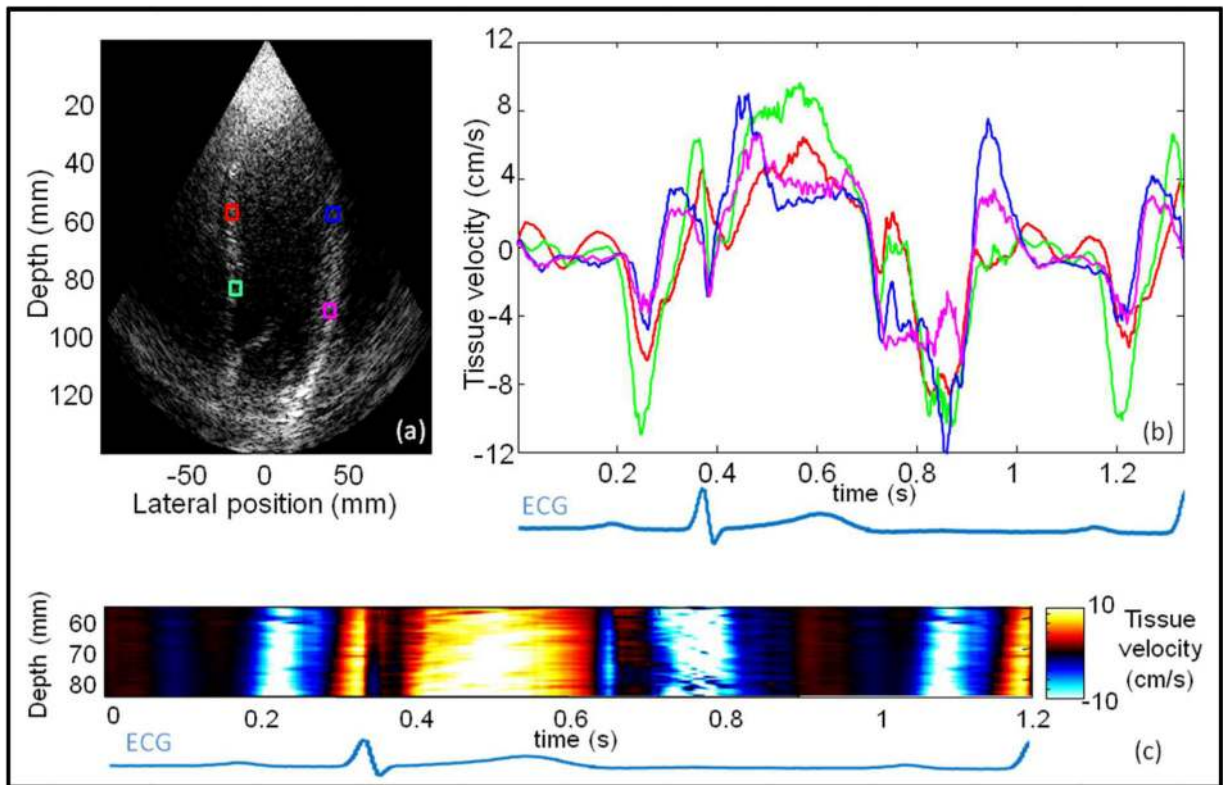 Depth (mm)
20
40
60
80
100
120
-50
0
50
Lateral position (mm)
(a)
Tissue velocity (cm/s)
12
8
4
0
-4
-8
-12
0.2
0.4
0.6
0.8
1
1.2
time (s)
(b)
ECG
Depth (mm)
60
70
80
0
0.2
0.4
0.6
0.8
1
1.2
time (s)
10
-10
Tissue
velocity
(cm/s)
ECG
(c)